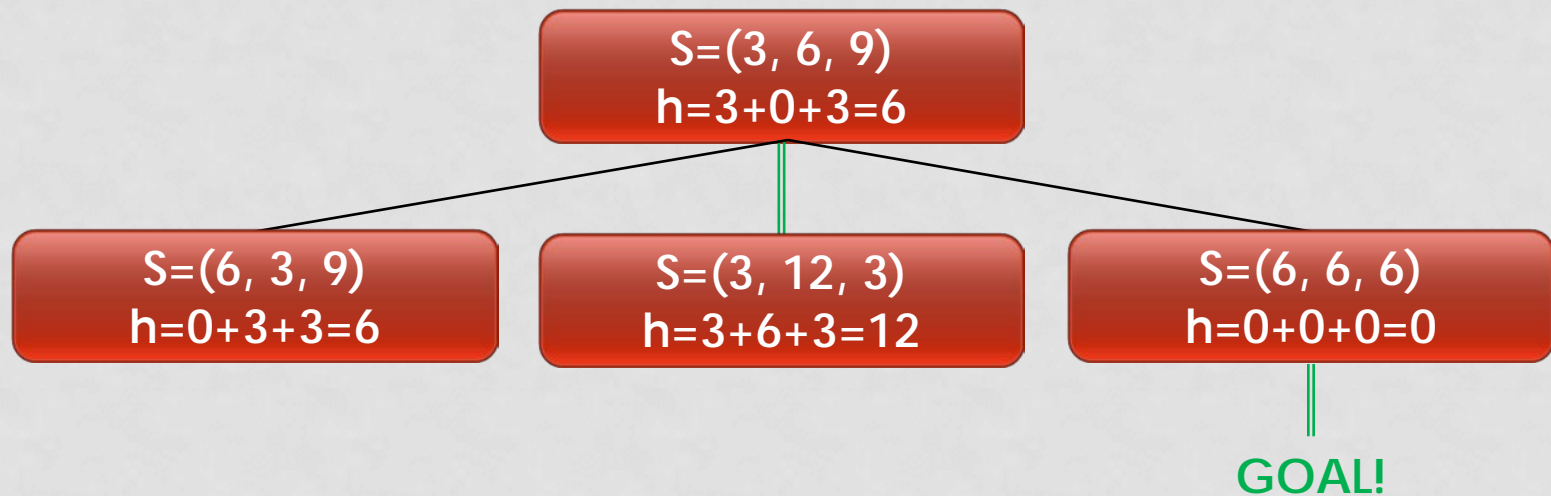 S=(3, 6, 9)
h=3+0+3=6
S=(6, 3, 9)
h=0+3+3=6
S=(3, 12, 3)
h=3+6+3=12
S=(6, 6, 6)
h=0+0+0=0
GOAL!